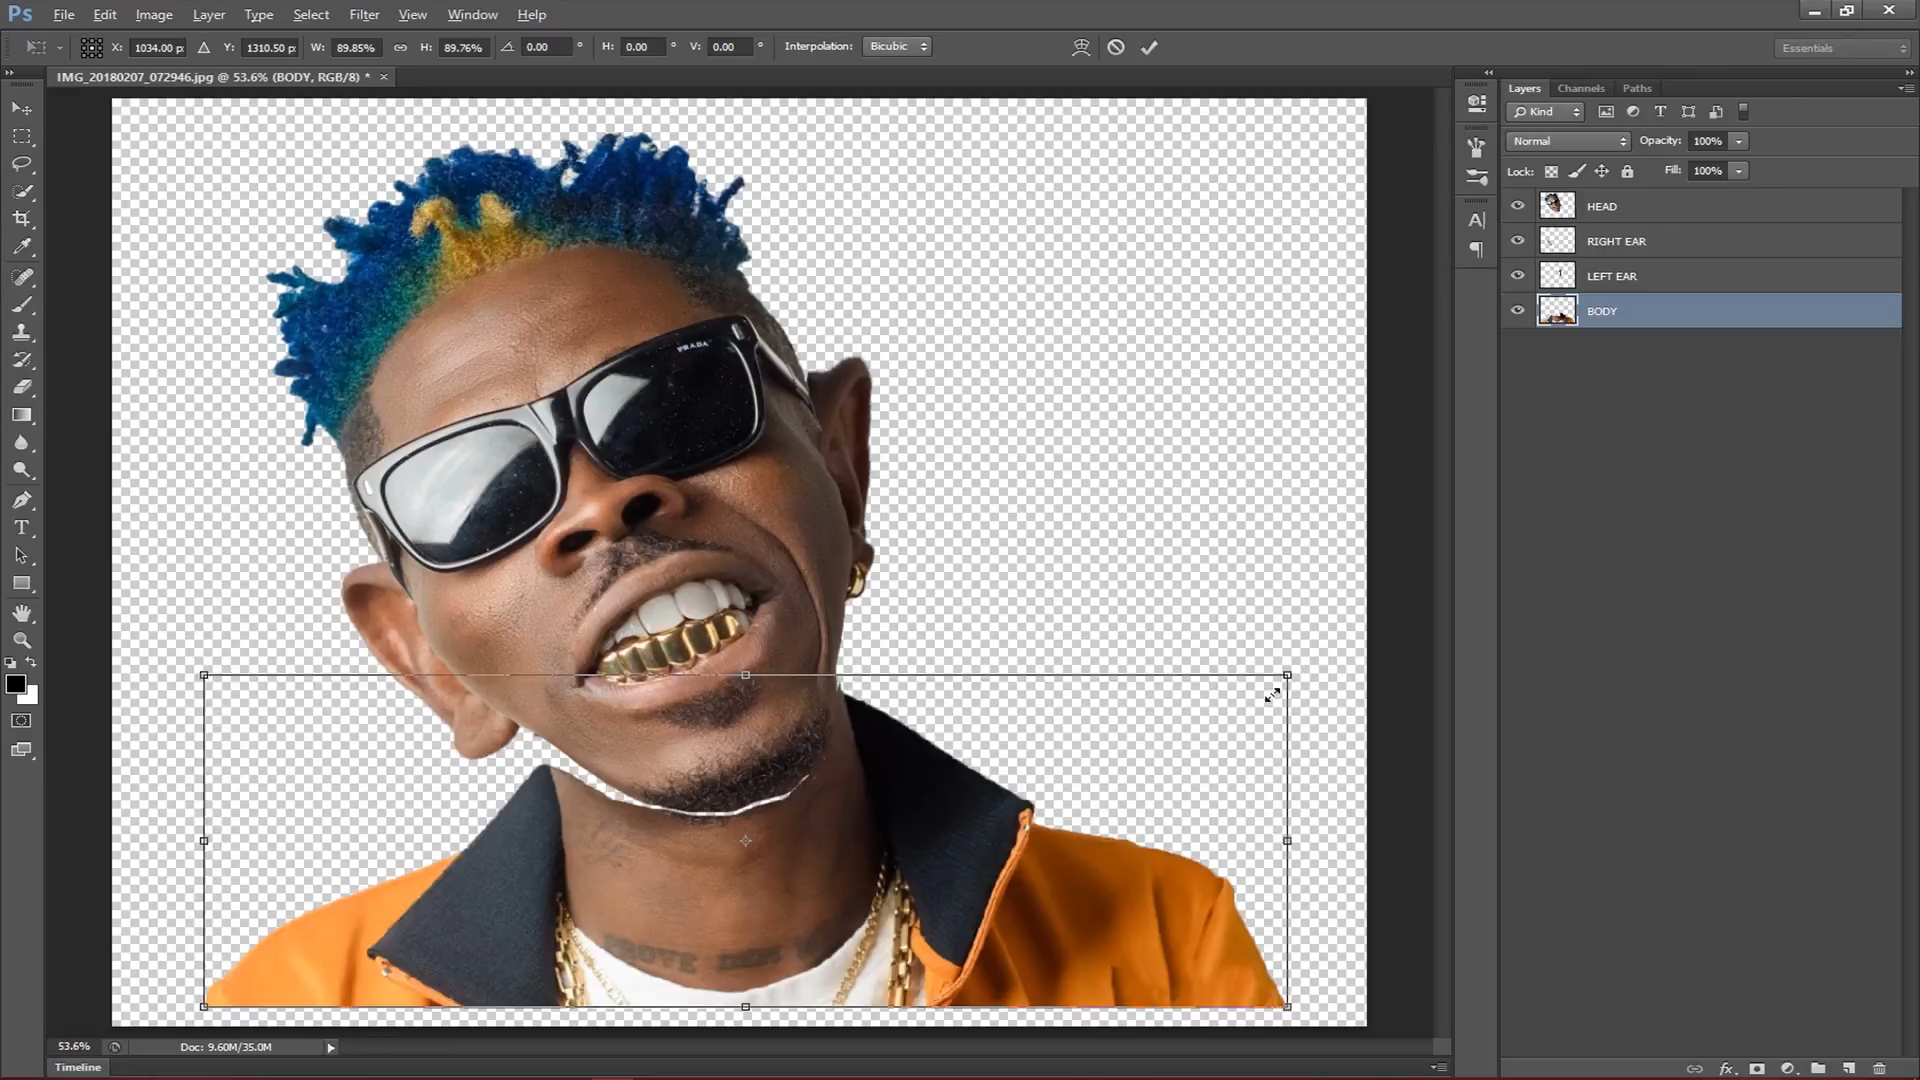 Ps File Edit Image Layer Type Select Filter View Window Help
X: 1034.00 p Y: 1310.50 p W: 89.85% H: 89.76% 0.00 ° H: 0.00 ° V: 0.00 ° Interpolation: Bicubic Essentials
IMG_20180207_072946.jpg @ 53.6% (BODY, RGB/8) * ×
Layers Channels Paths
Kind
Normal Opacity: 100%
Lock: Fill: 100%
HEAD
RIGHT EAR
LEFT EAR
BODY
PRADA
53.6% Doc: 9.60M/35.0M
Timeline